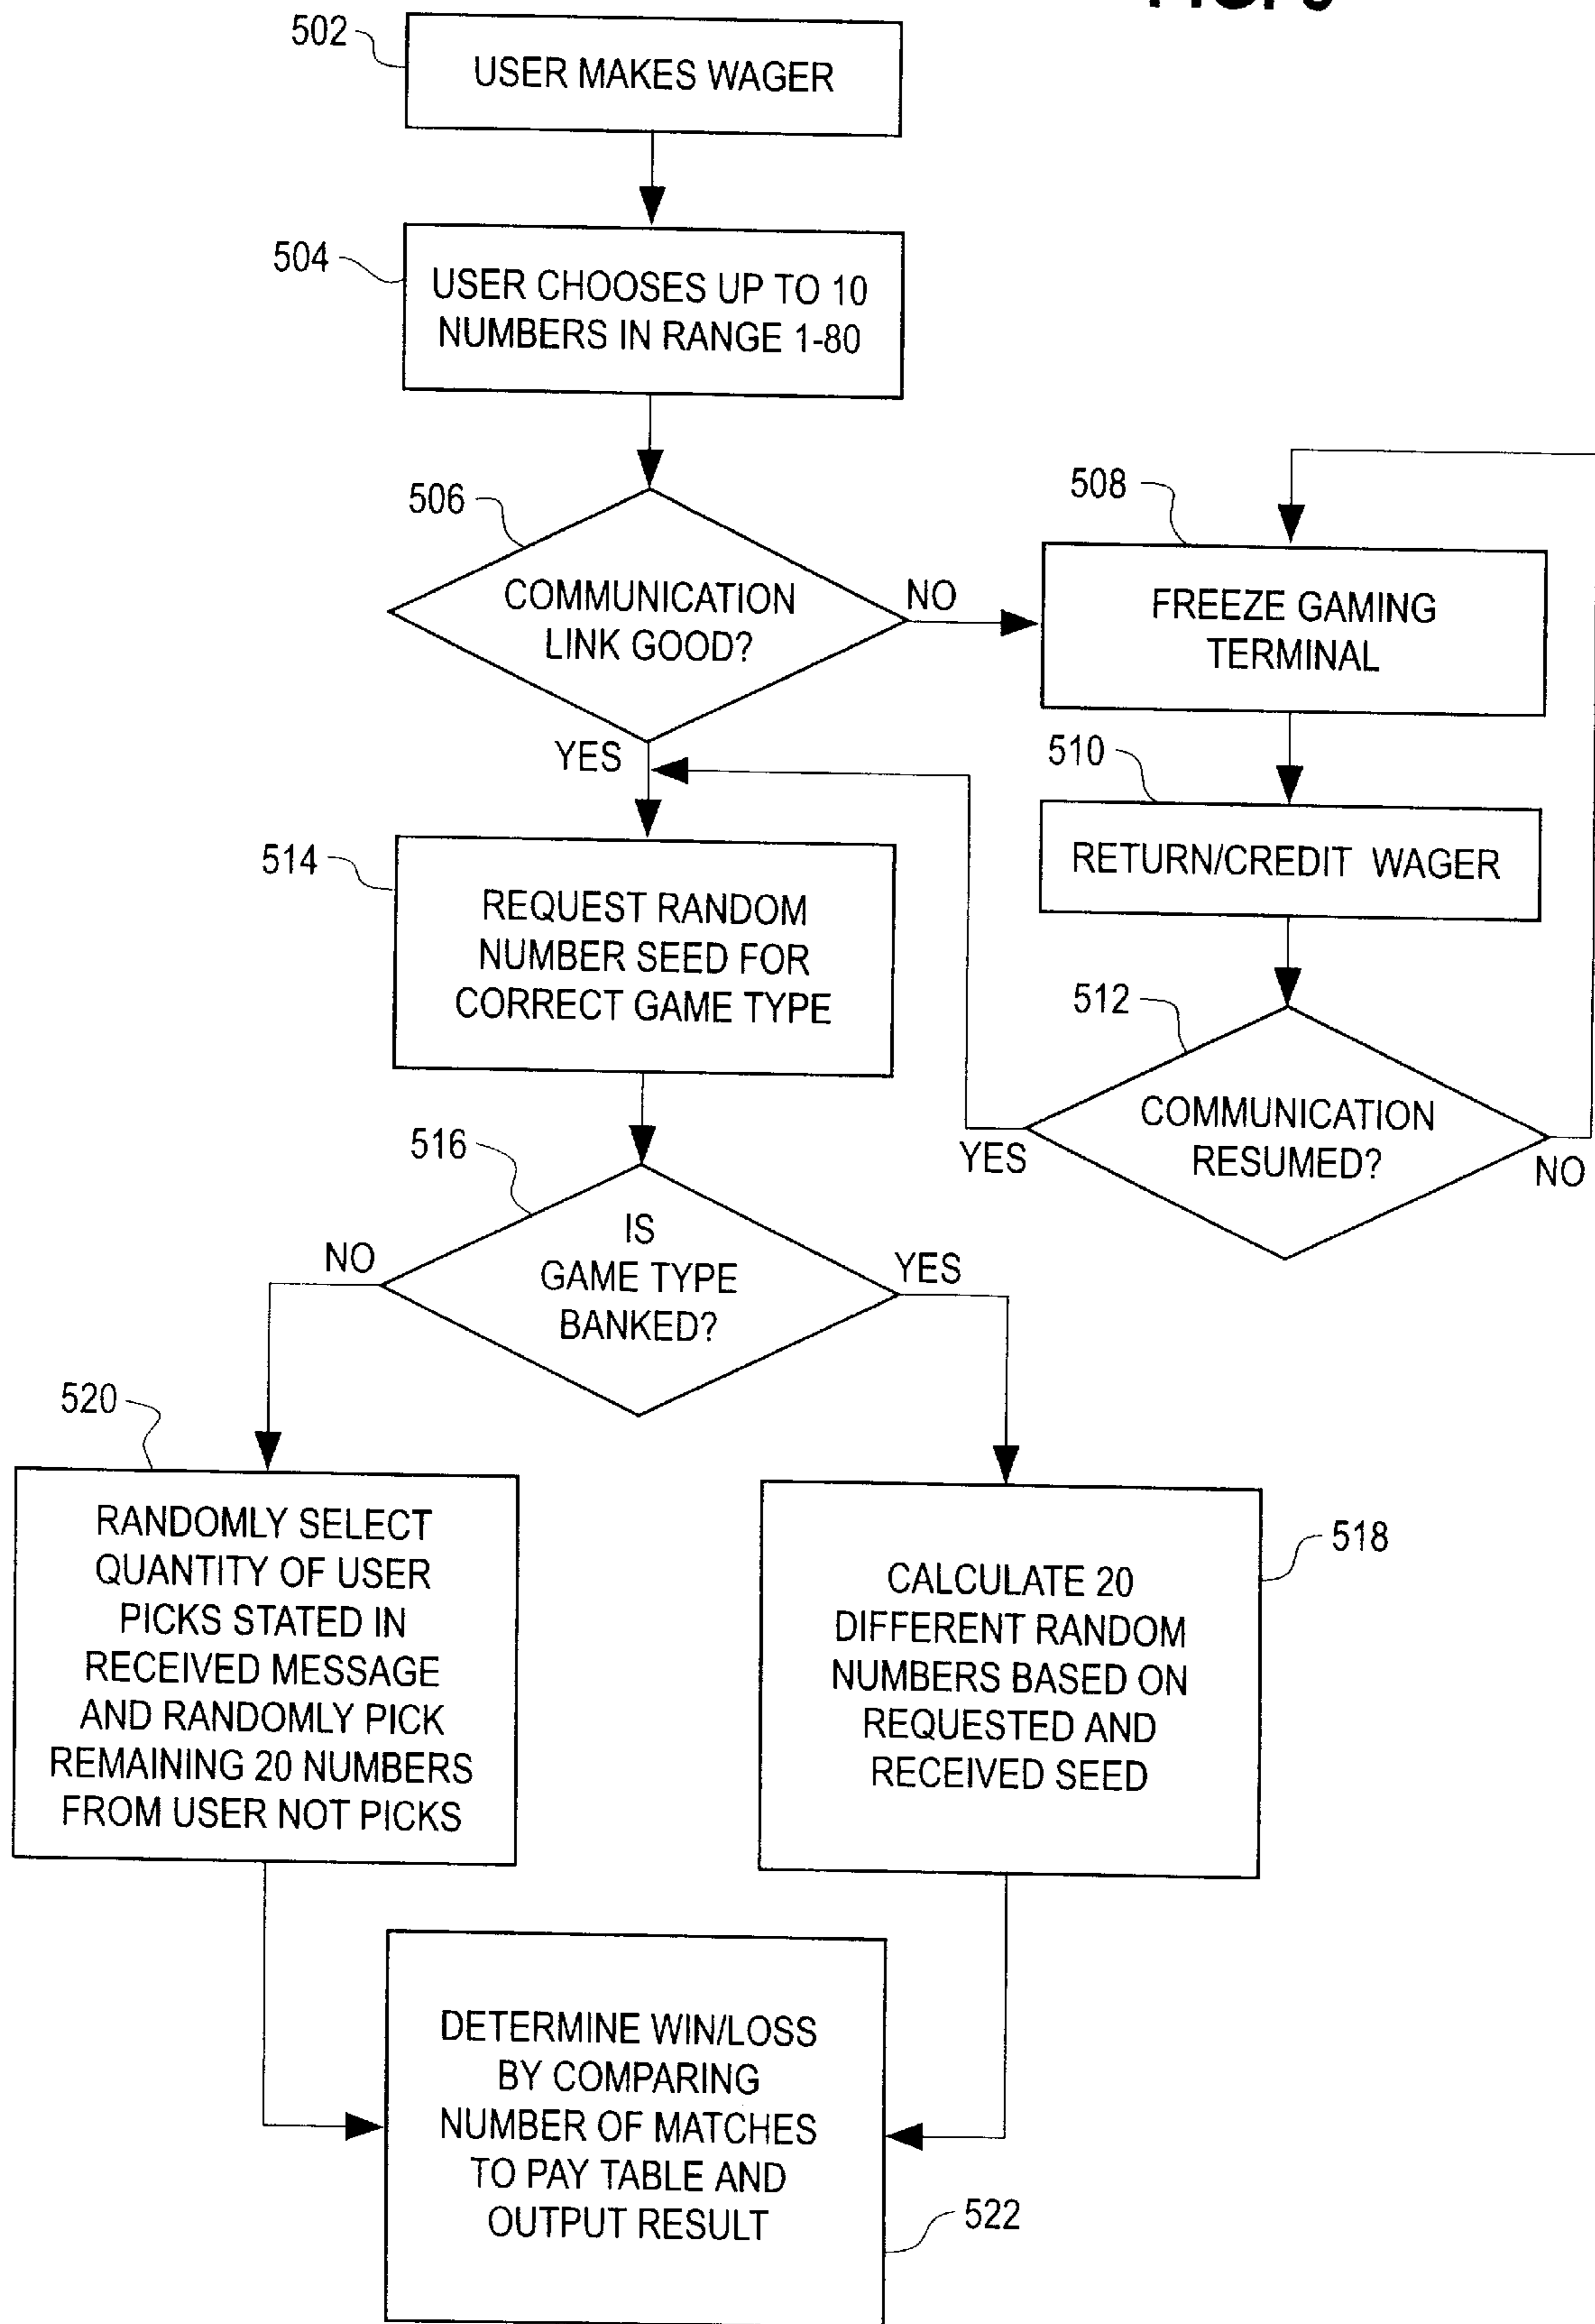 502
USER MAKES WAGER
504
USER CHOOSES UP TO 10
NUMBERS IN RANGE 1-80
506
COMMUNICATION
LINK GOOD?
NO
YES
508
FREEZE GAMING
TERMINAL
510
RETURN/CREDIT WAGER
512
COMMUNICATION
RESUMED?
YES
NO
514
REQUEST RANDOM
NUMBER SEED FOR
CORRECT GAME TYPE
516
IS
GAME TYPE
BANKED?
NO
YES
520
RANDOMLY SELECT
QUANTITY OF USER
PICKS STATED IN
RECEIVED MESSAGE
AND RANDOMLY PICK
REMAINING 20 NUMBERS
FROM USER NOT PICKS
518
CALCULATE 20
DIFFERENT RANDOM
NUMBERS BASED ON
REQUESTED AND
RECEIVED SEED
DETERMINE WIN/LOSS
BY COMPARING
NUMBER OF MATCHES
TO PAY TABLE AND
OUTPUT RESULT
522